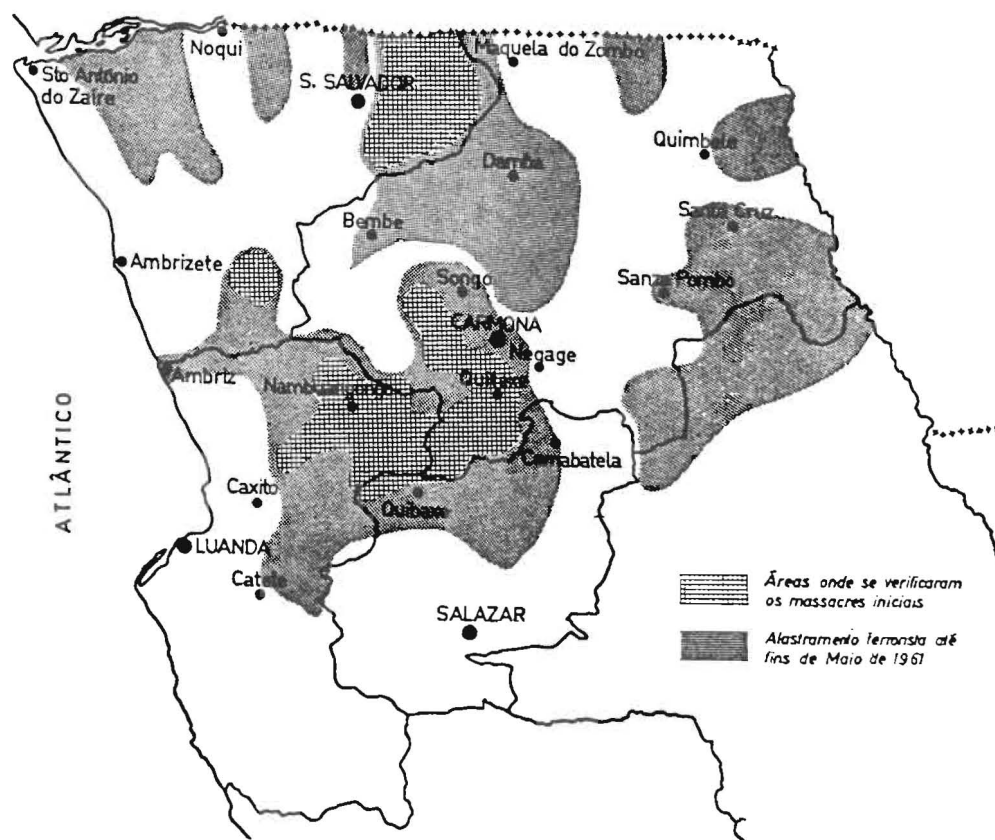 Noqui
Maquela do Zombo
Sto António
do Zaire
S. SALVADOR
Quimbele
Damba
Santa Cruz
Bembe
Ambrizete
Songo
Sanza Pombo
CARMONA
Negage
Ambriz
Nambuangongo
Quitexe
Camabatela
ATLÂNTICO
Caxito
Quibaxe
LUANDA
Catete
SALAZAR
Áreas onde se verificaram
os massacres iniciais
Alastramento terrorista até
fins de Maio de 1961